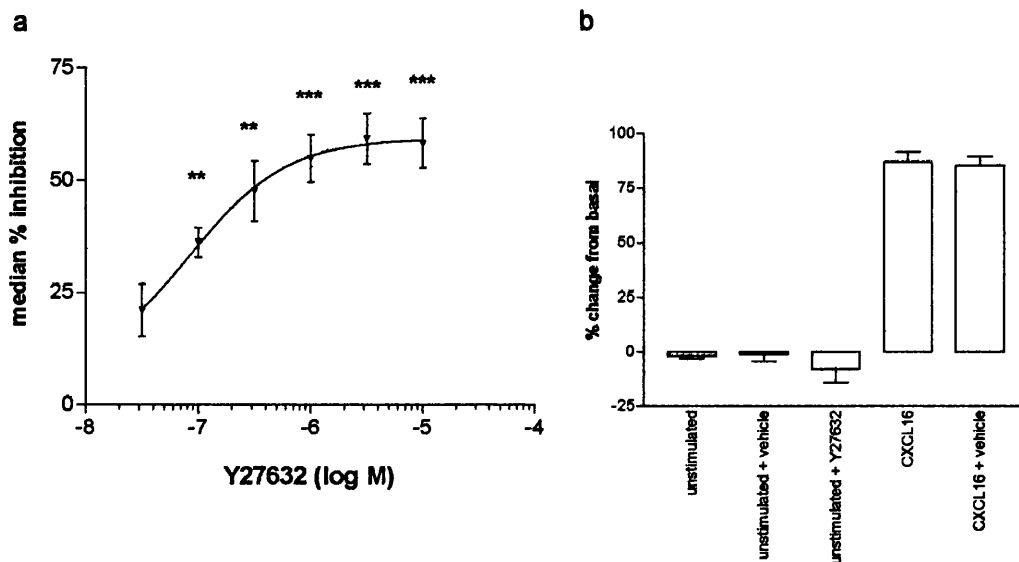 a
75
50
25
0
median % inhibition
**
**
***
***
***
-8
-7
-6
-5
-4
Y27632 (log M)
b
100
75
50
25
0
-25
% change from basal
unstimulated
unstimulated + vehicle
unstimulated + Y27632
CXCL16
CXCL16 + vehicle